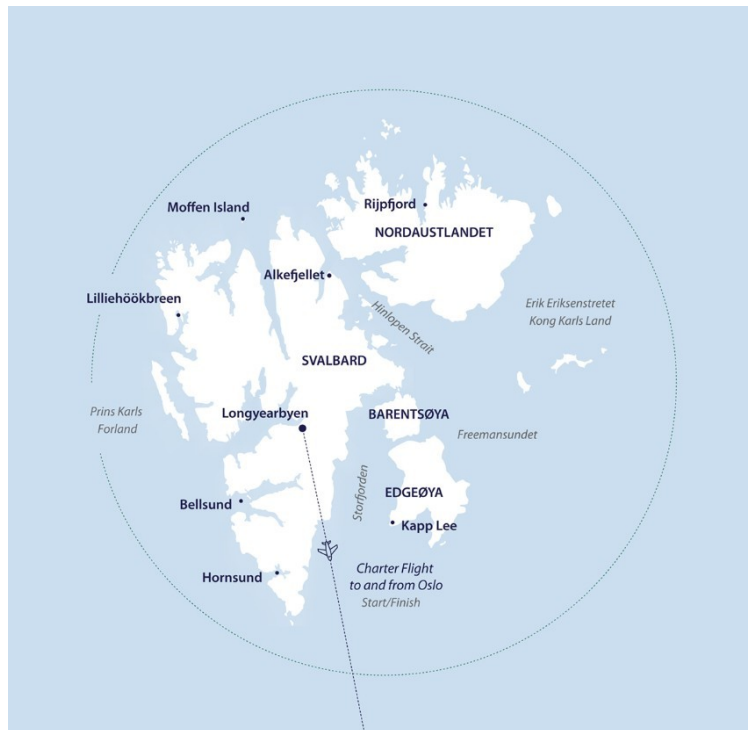 Rijpfjord
Moffen Island
NORDAUSTLANDET
Alkefjellet
Lilliehöökbreen
Erik Eriksenstretet
Kong Karls Land
Hinlopen Strait
SVALBARD
Prins Karls
Forland
Longyearbyen
BARENTSØYA
Freemansundet
Storfjorden
EDGEØYA
Bellsund
Kapp Lee
Charter Flight
to and from Oslo
Start/Finish
Hornsund